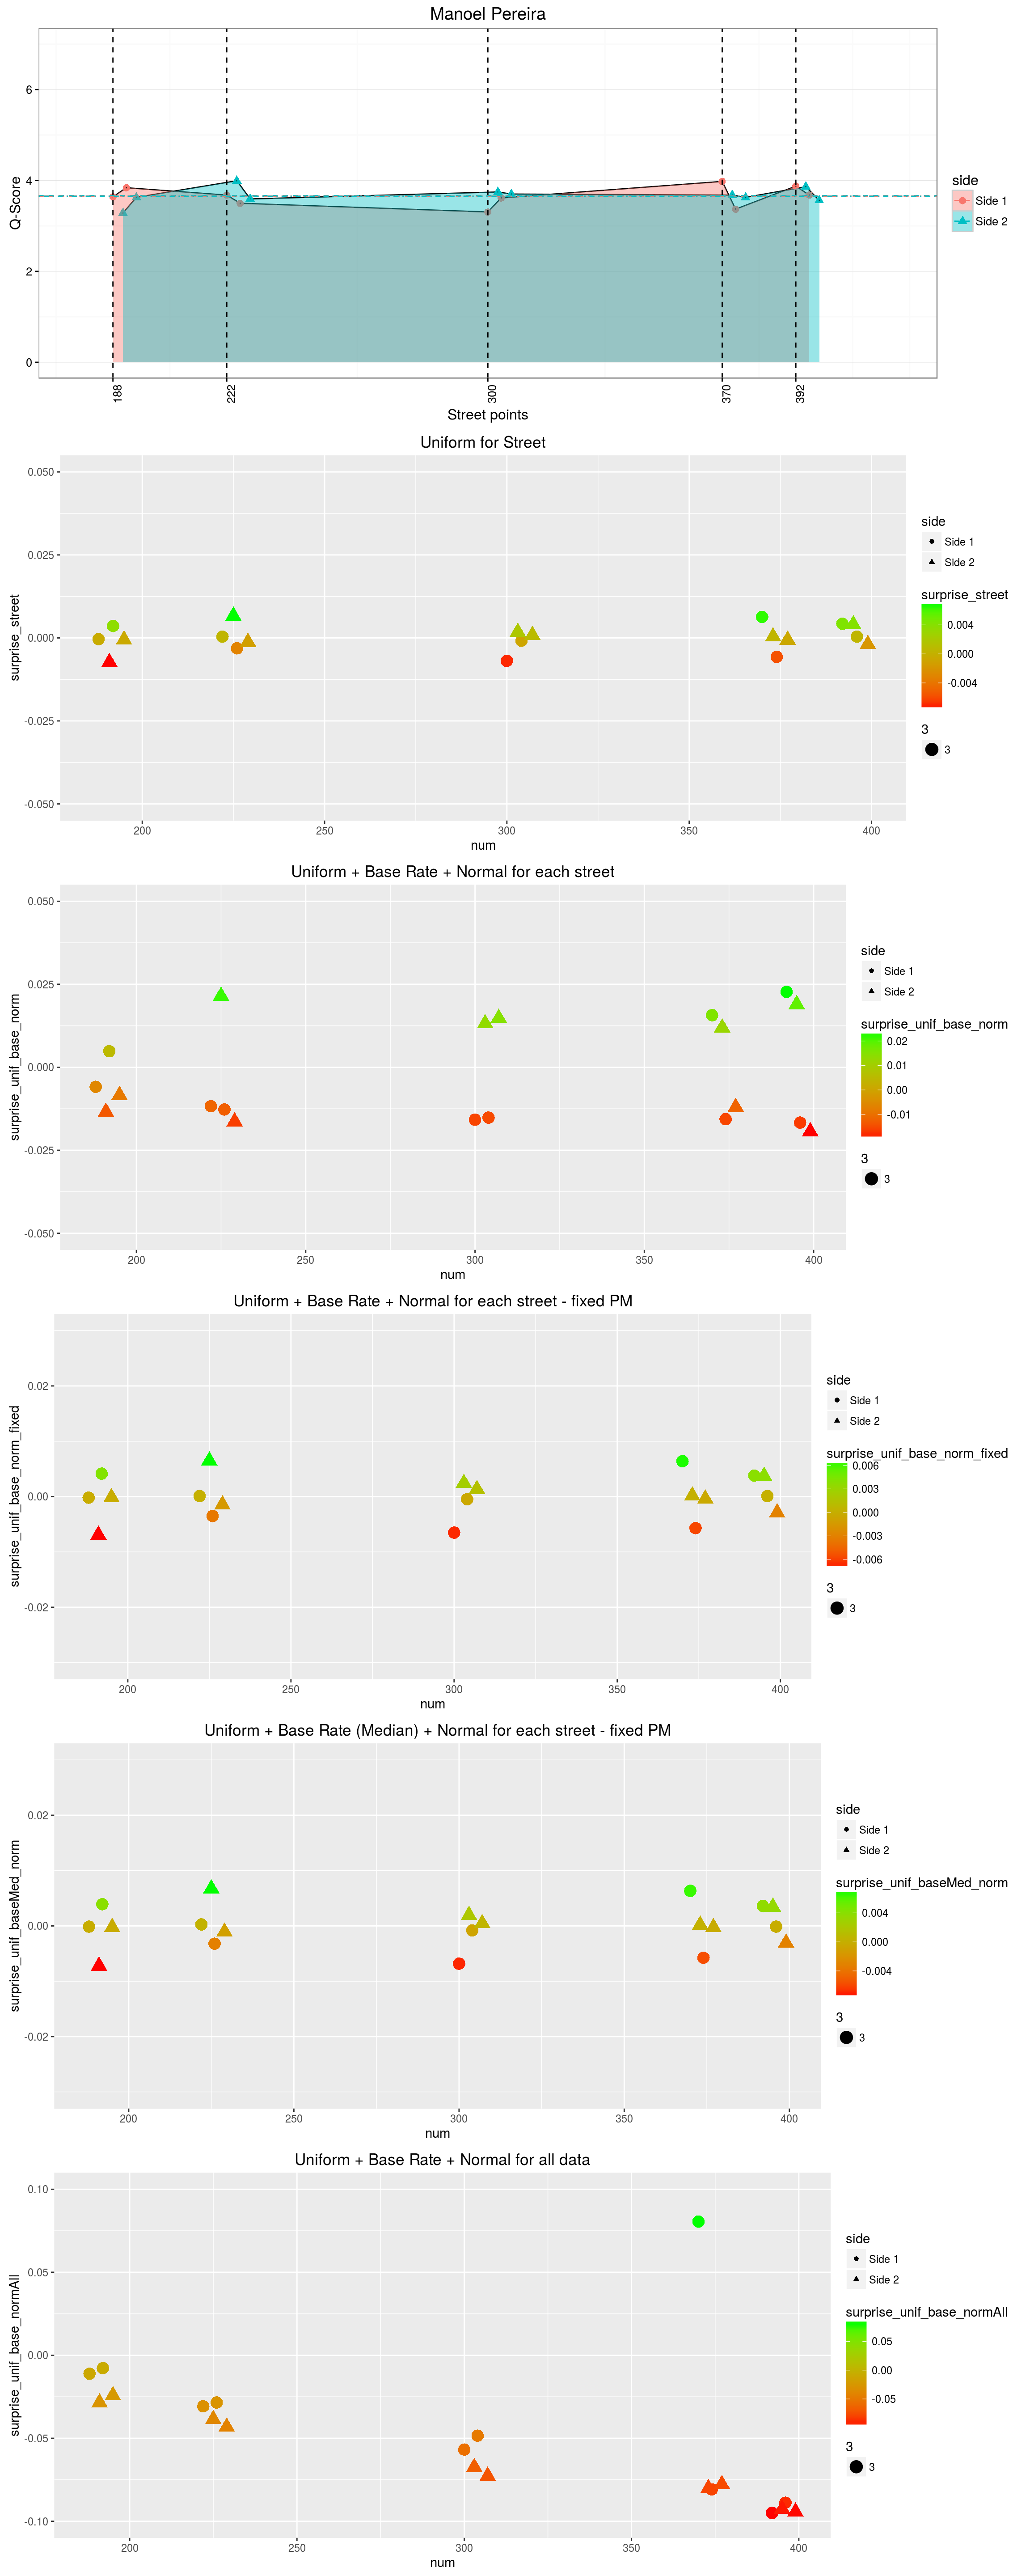 Manoel Pereira
6
4
2
0
Q-Score
188
222
300
370
392
Street points
side
Side 1
Side 2
Uniform for Street
0.050
0.025
0.000
-0.025
-0.050
surprise_street
200
250
300
350
400
num
side
Side 1
Side 2
surprise_street
0.004
0.000
-0.004
3
3
Uniform + Base Rate + Normal for each street
0.050
0.025
0.000
-0.025
-0.050
surprise_unif_base_norm
200
250
300
350
400
num
side
Side 1
Side 2
surprise_unif_base_norm
0.02
0.01
0.00
-0.01
3
3
Uniform + Base Rate + Normal for each street - fixed PM
0.02
0.00
-0.02
surprise_unif_base_norm_fixed
200
250
300
350
400
num
side
Side 1
Side 2
surprise_unif_base_norm_fixed
0.006
0.003
0.000
-0.003
-0.006
3
3
Uniform + Base Rate (Median) + Normal for each street - fixed PM
0.02
0.00
-0.02
surprise_unif_baseMed_norm
200
250
300
350
400
num
side
Side 1
Side 2
surprise_unif_baseMed_norm
0.004
0.000
-0.004
3
3
Uniform + Base Rate + Normal for all data
0.10
0.05
0.00
-0.05
-0.10
surprise_unif_base_normAll
200
250
300
350
400
num
side
Side 1
Side 2
surprise_unif_base_normAll
0.05
0.00
-0.05
3
3